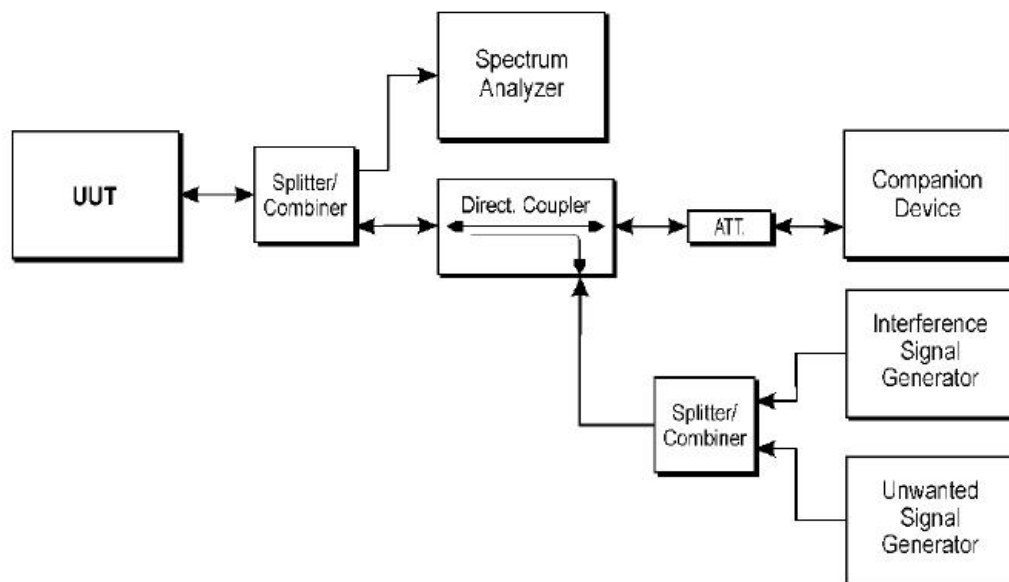 Spectrum
Analyzer
UUT
Splitter/
Combiner
Direct. Coupler
ATT.
Companion
Device
Interference
Signal
Generator
Splitter/
Combiner
Unwanted
Signal
Generator